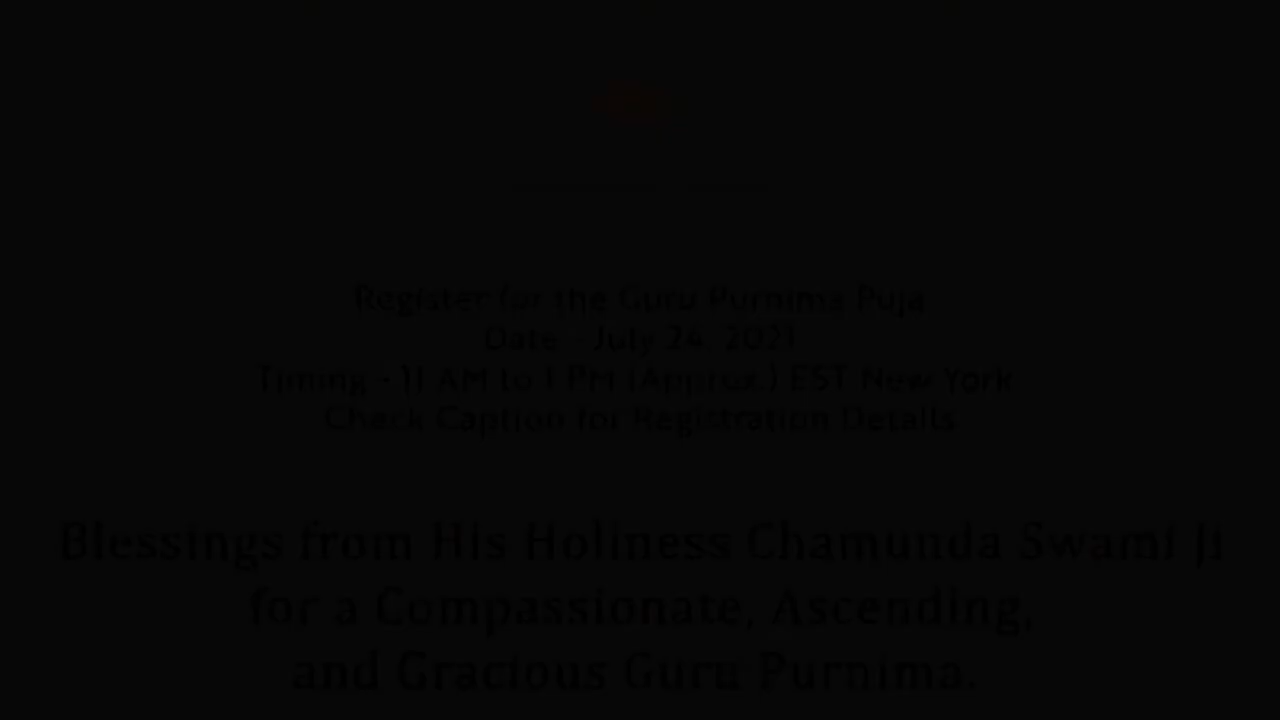 Register for the Guru Purnima Puja
Date - July 24, 2021
Timing - 11 AM to 1 PM (Approx.) EST New York
Check Caption for Registration Details
Blessings from His Holiness Chamunda Swami Ji
for a Compassionate, Ascending,
and Gracious Guru Purnima.